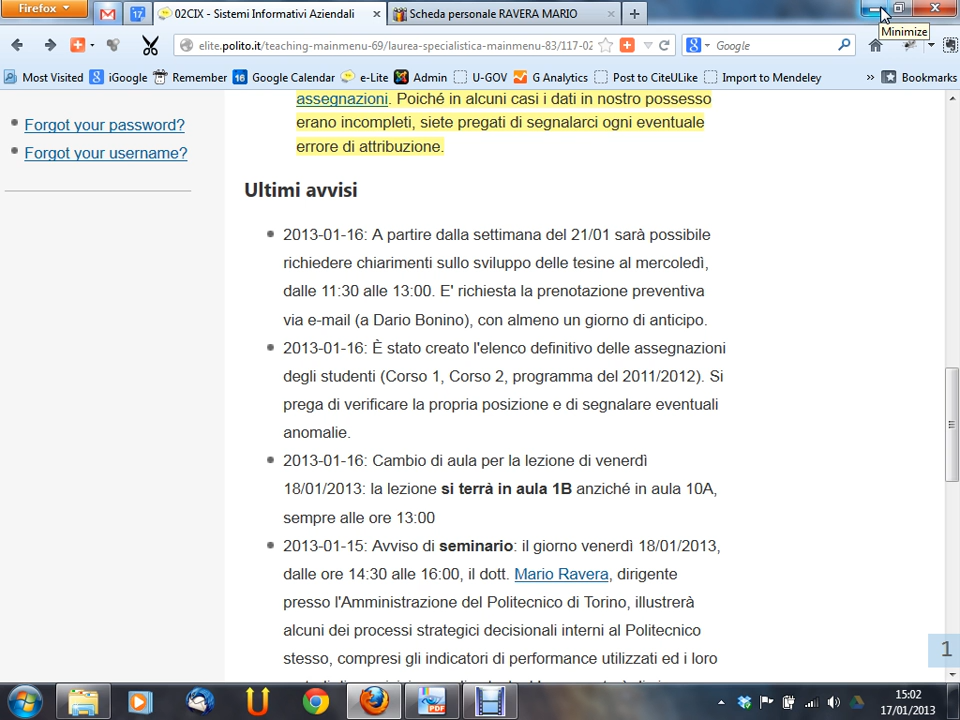 Firefox
17
02CIX - Sistemi Informativi Aziendali
Scheda personale RAVERA MARIO
Minimize
elite.polito.it/teaching-mainmenu-69/laurea-specialistica-mainmenu-83/117-02
Google
Most Visited
iGoogle
Remember
16
Google Calendar
e-Lite
Admin
U-GOV
G Analytics
Post to CiteULike
Import to Mendeley
»
Bookmarks
assegnazioni. Poiché in alcuni casi i dati in nostro possesso
erano incompleti, siete pregati di segnalarci ogni eventuale
errore di attribuzione.
Forgot your password?
Forgot your username?
Ultimi avvisi
2013-01-16: A partire dalla settimana del 21/01 sarà possibile
richiedere chiarimenti sullo sviluppo delle tesine al mercoledì,
dalle 11:30 alle 13:00. E' richiesta la prenotazione preventiva
via e-mail (a Dario Bonino), con almeno un giorno di anticipo.
2013-01-16: È stato creato l'elenco definitivo delle assegnazioni
degli studenti (Corso 1, Corso 2, programma del 2011/2012). Si
prega di verificare la propria posizione e di segnalare eventuali
anomalie.
2013-01-16: Cambio di aula per la lezione di venerdì
18/01/2013: la lezione si terrà in aula 1B anziché in aula 10A,
sempre alle ore 13:00
2013-01-15: Avviso di seminario: il giorno venerdì 18/01/2013,
dalle ore 14:30 alle 16:00, il dott. Mario Ravera, dirigente
presso l'Amministrazione del Politecnico di Torino, illustrerà
alcuni dei processi strategici decisionali interni al Politecnico
stesso, compresi gli indicatori di performance utilizzati ed i loro
1
PDF
15:02
17/01/2013